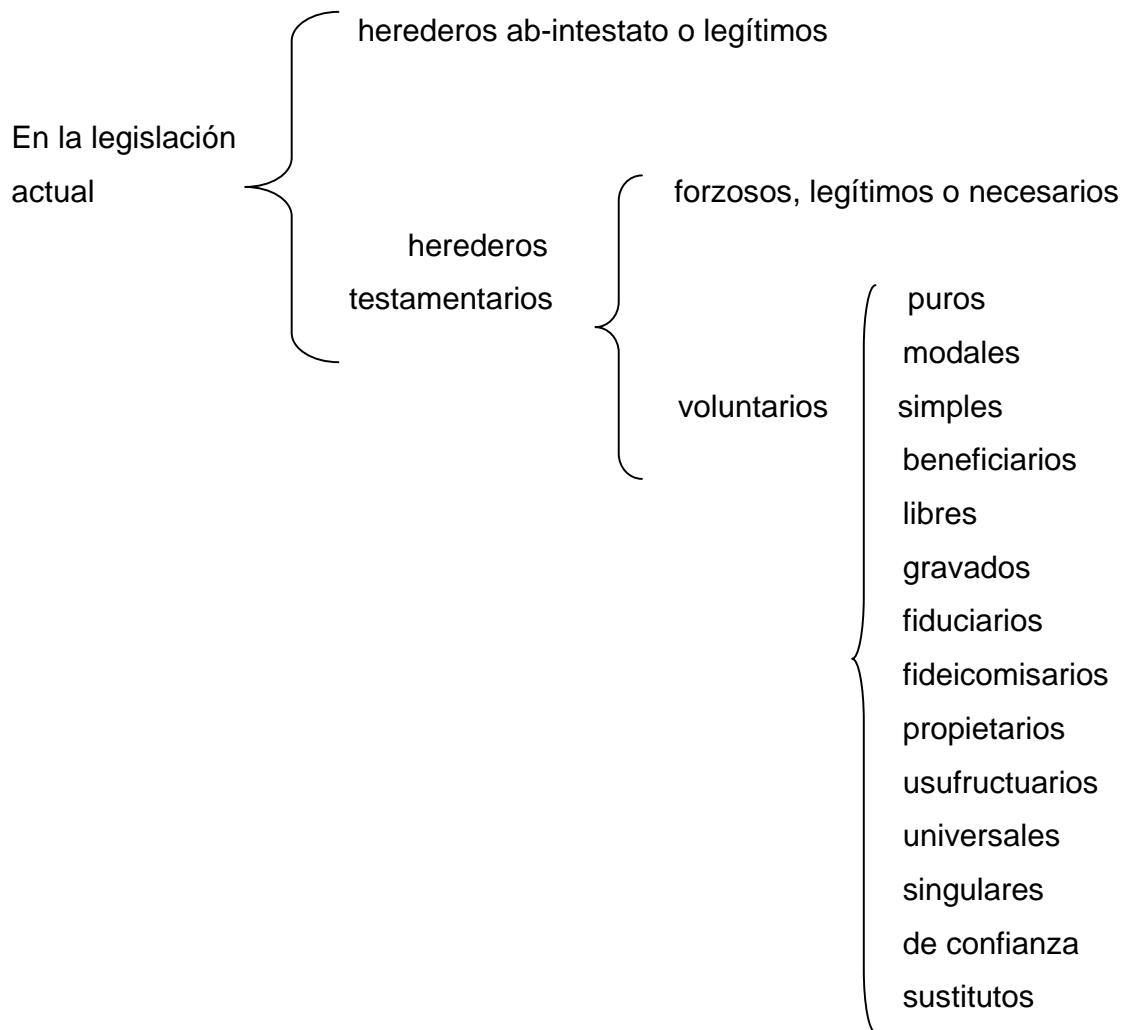 herederos ab-intestato o legítimos
En la legislación
actual
forzosos, legítimos o necesarios
herederos
testamentarios
puros
modales
voluntarios
simples
beneficiarios
libres
gravados
fiduciarios
fideicomisarios
propietarios
usufructuarios
universales
singulares
de confianza
sustitutos